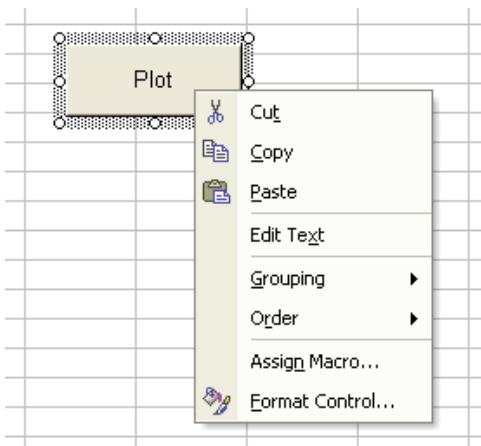 Plot
Cut
Copy
Paste
Edit Text
Grouping
Order
Assign Macro...
Format Control...